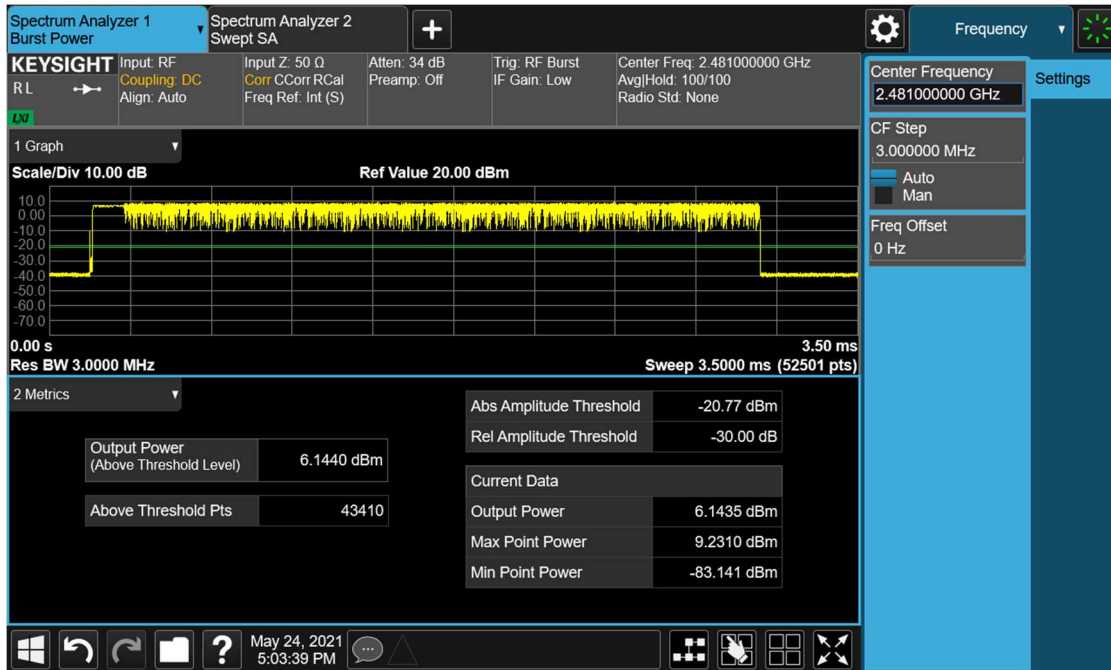 Spectrum Analyzer 1
Burst Power
Spectrum Analyzer 2
Swept SA
Frequency
KEYSIGHT
RL
LXI
Input: RF
Coupling: DC
Align: Auto
Input Z: 50 Ω
Corr CCorr RCal
Freq Ref: Int (S)
Atten: 34 dB
Preamp: Off
Trig: RF Burst
IF Gain: Low
Center Freq: 2.481000000 GHz
Avg|Hold: 100/100
Radio Std: None
Center Frequency
2.481000000 GHz
Settings
CF Step
3.000000 MHz
Auto
Man
Freq Offset
0 Hz
1 Graph
Scale/Div 10.00 dB
Ref Value 20.00 dBm
10.0
0.00
-10.0
-20.0
-30.0
-40.0
-50.0
-60.0
-70.0
0.00 s
3.50 ms
Res BW 3.0000 MHz
Sweep 3.5000 ms (52501 pts)
2 Metrics
Output Power
(Above Threshold Level)
6.1440 dBm
Above Threshold Pts
43410
Abs Amplitude Threshold
-20.77 dBm
Rel Amplitude Threshold
-30.00 dB
Current Data
Output Power
6.1435 dBm
Max Point Power
9.2310 dBm
Min Point Power
-83.141 dBm
May 24, 2021
5:03:39 PM